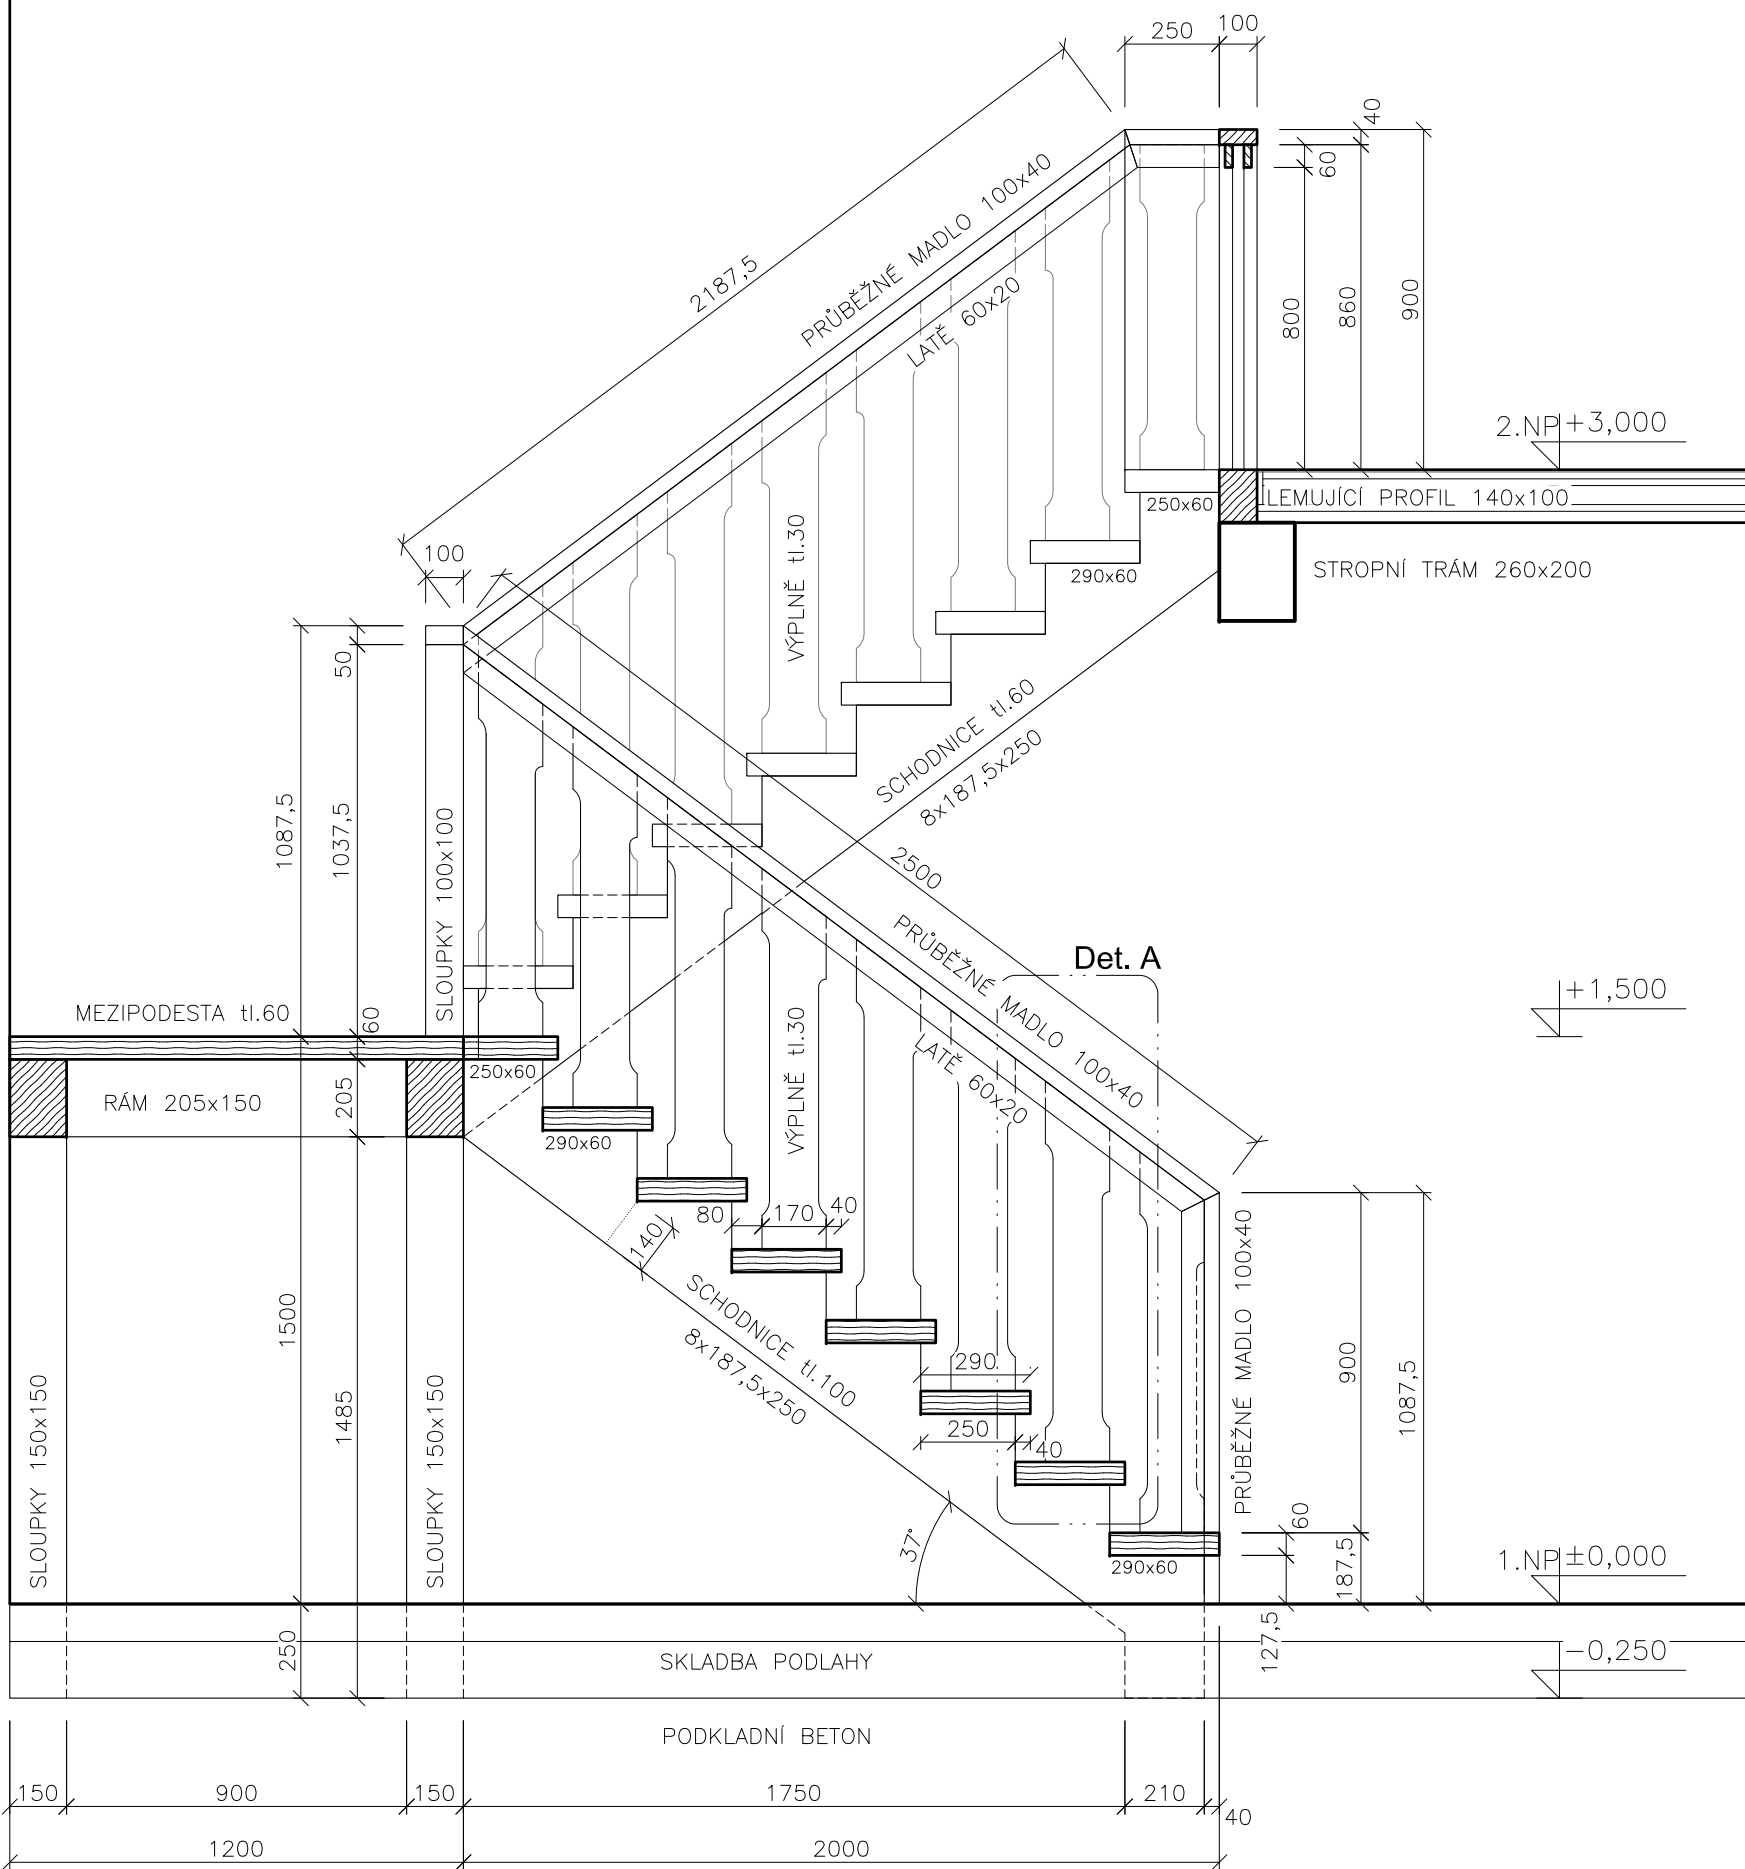 250
100
40
60
2187,5
PRŮBĚŽNÉ MADLO 100x40
LATĚ 60x20
800
860
900
2.NP
+3,000
250x60
LEMUJÍCÍ PROFIL 140x100
290x60
STROPNÍ TRÁM 260x200
100
VÝPLNĚ tl.30
50
SCHODNICE tl.60
8x187,5x250
1087,5
1037,5
SLOUPKY 100x100
2500
PRŮBĚŽNÉ MADLO 100x40
LATĚ 60x20
Det. A
+1,500
MEZIPODESTA tl.60
60
250x60
RÁM 205x150
205
290x60
VÝPLNĚ tl.30
80
170
40
140
SCHODNICE tl.100
8x187,5x250
1500
1485
SLOUPKY 150x150
SLOUPKY 150x150
290
250
40
PRŮBĚŽNÉ MADLO 100x40
900
1087,5
37°
60
187,5
290x60
1.NP
±0,000
127,5
250
SKLADBA PODLAHY
-0,250
PODKLADNÍ BETON
150
900
150
1750
210
40
1200
2000